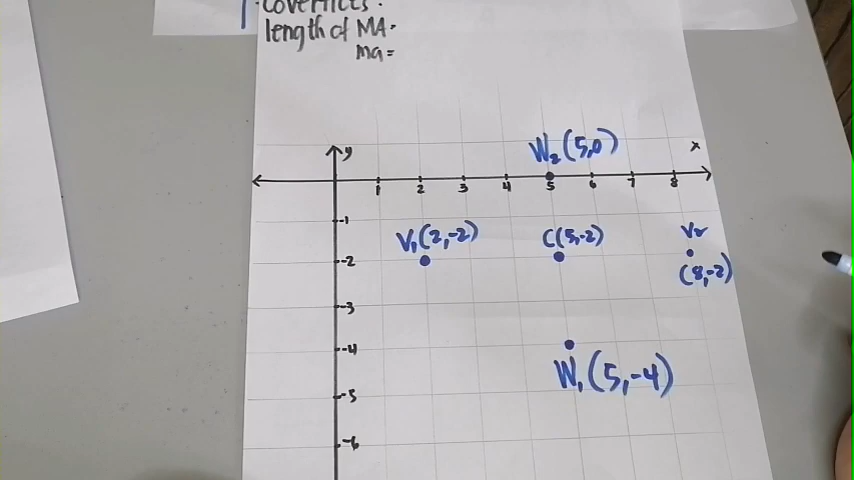 · Covertices :
length of MA =
ma =
y
W₂(5,0)
x
1 2 3 4 5 6 7 8
-1
V₁(2,-2) C(5,-2) V₂
-2 (8,-2)
-3
-4
W₁(5,-4)
-5
-6